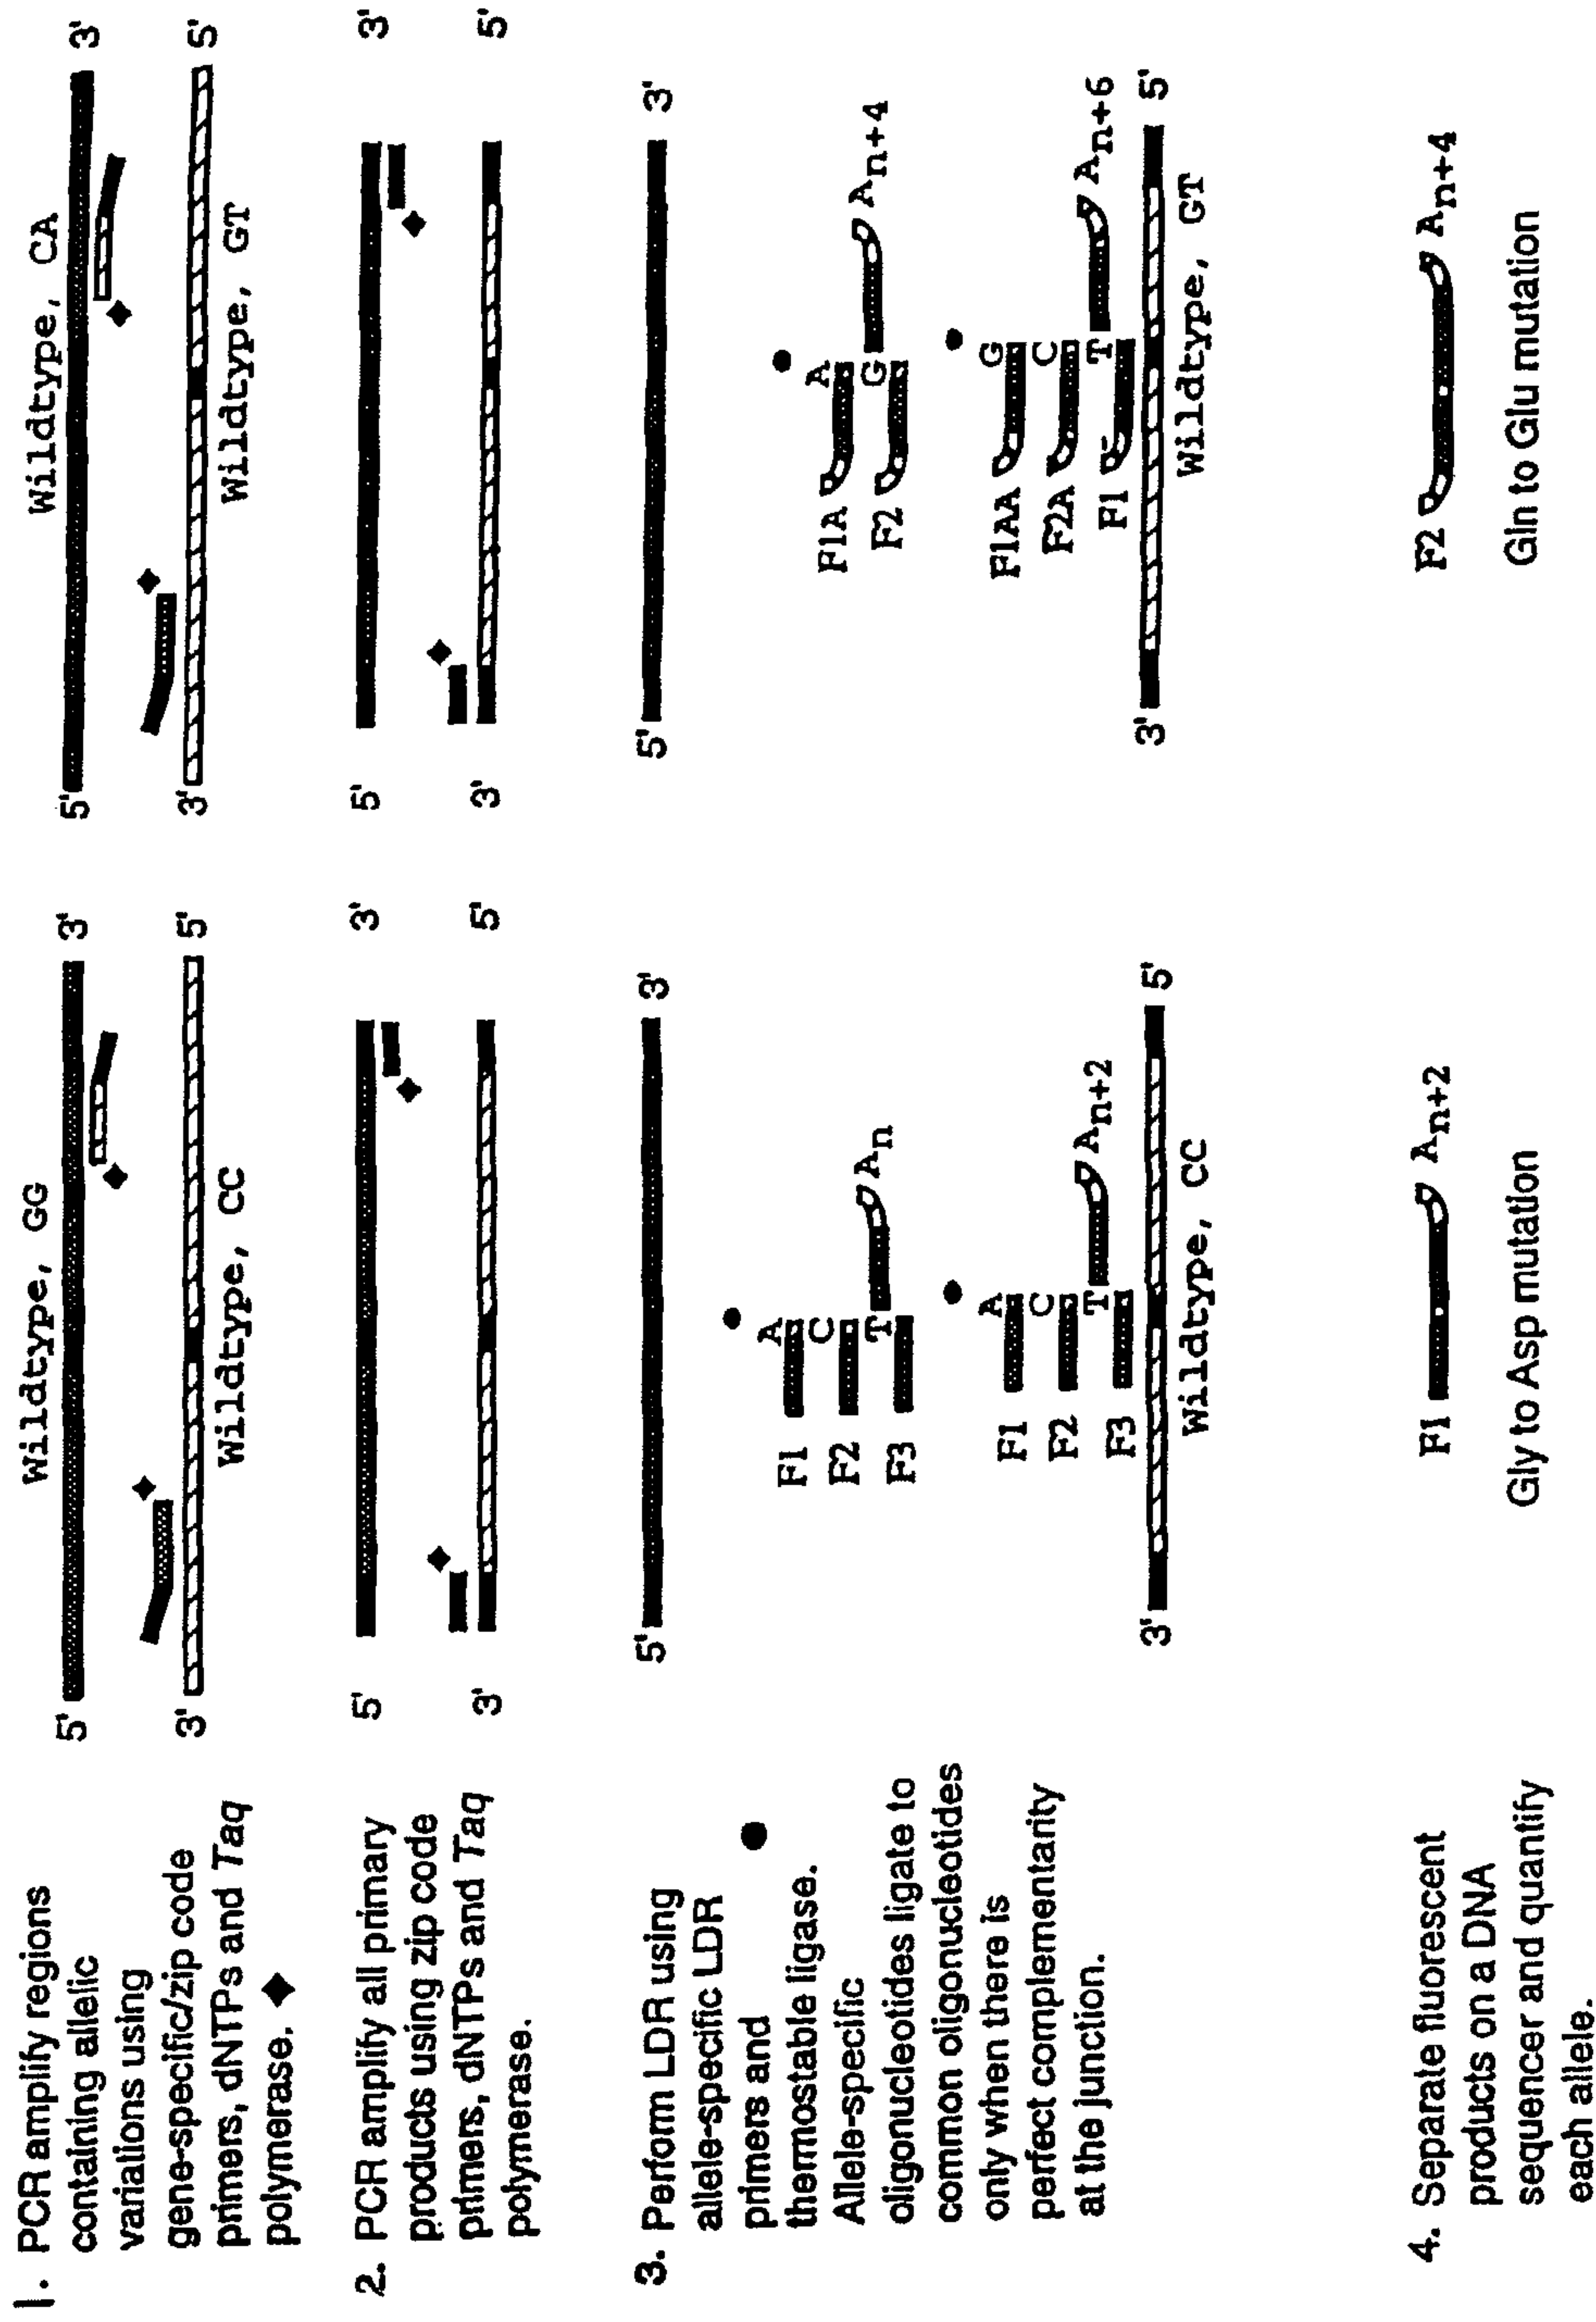 1. PCR amplify regions
containing allelic
variations using
gene-specific/zip code
primers, dNTPs and Taq
polymerase.
Wildtype, GG
5' 3'
3' 5'
Wildtype, CC
Wildtype, CA
5' 3'
3' 5'
Wildtype, GT
2. PCR amplify all primary
products using zip code
primers, dNTPs and Taq
polymerase.
5' 3'
3' 5'
5' 3'
3' 5'
3. Perform LDR using
allele-specific LDR
primers and
thermostable ligase.
Allele-specific
oligonucleotides ligate to
common oligonucleotides
only when there is
perfect complementarity
at the junction.
5' 3'
F1 A
F2 C
F3 T An
F1 A
F2 C
F3 T An+2
3' 5'
Wildtype, CC
5' 3'
F1A A
F2 G An+4
F1AA G
F2A C
F1 T An+6
3' 5'
Wildtype, GT
4. Separate fluorescent
products on a DNA
sequencer and quantify
each allele.
F1 An+2
Gly to Asp mutation
F2 An+4
Gln to Glu mutation